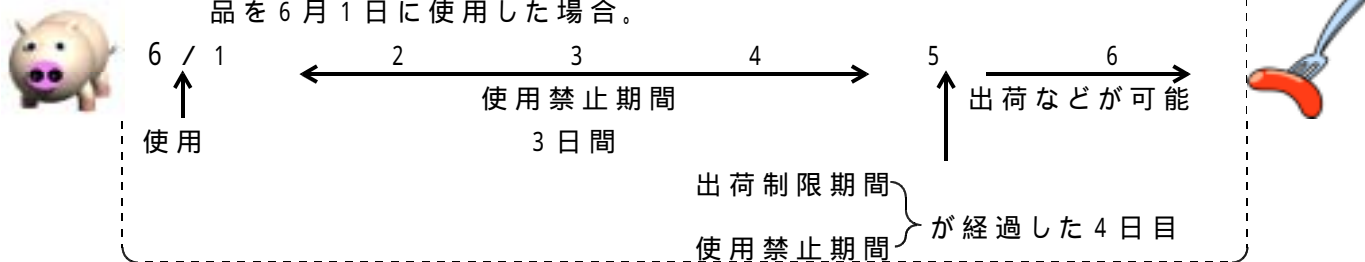 品を6月1日に使用した場合。
6/1 2 3 4 5 6
使用禁止期間 出荷などが可能
使用 3日間
出荷制限期間
が経過した4日目
使用禁止期間